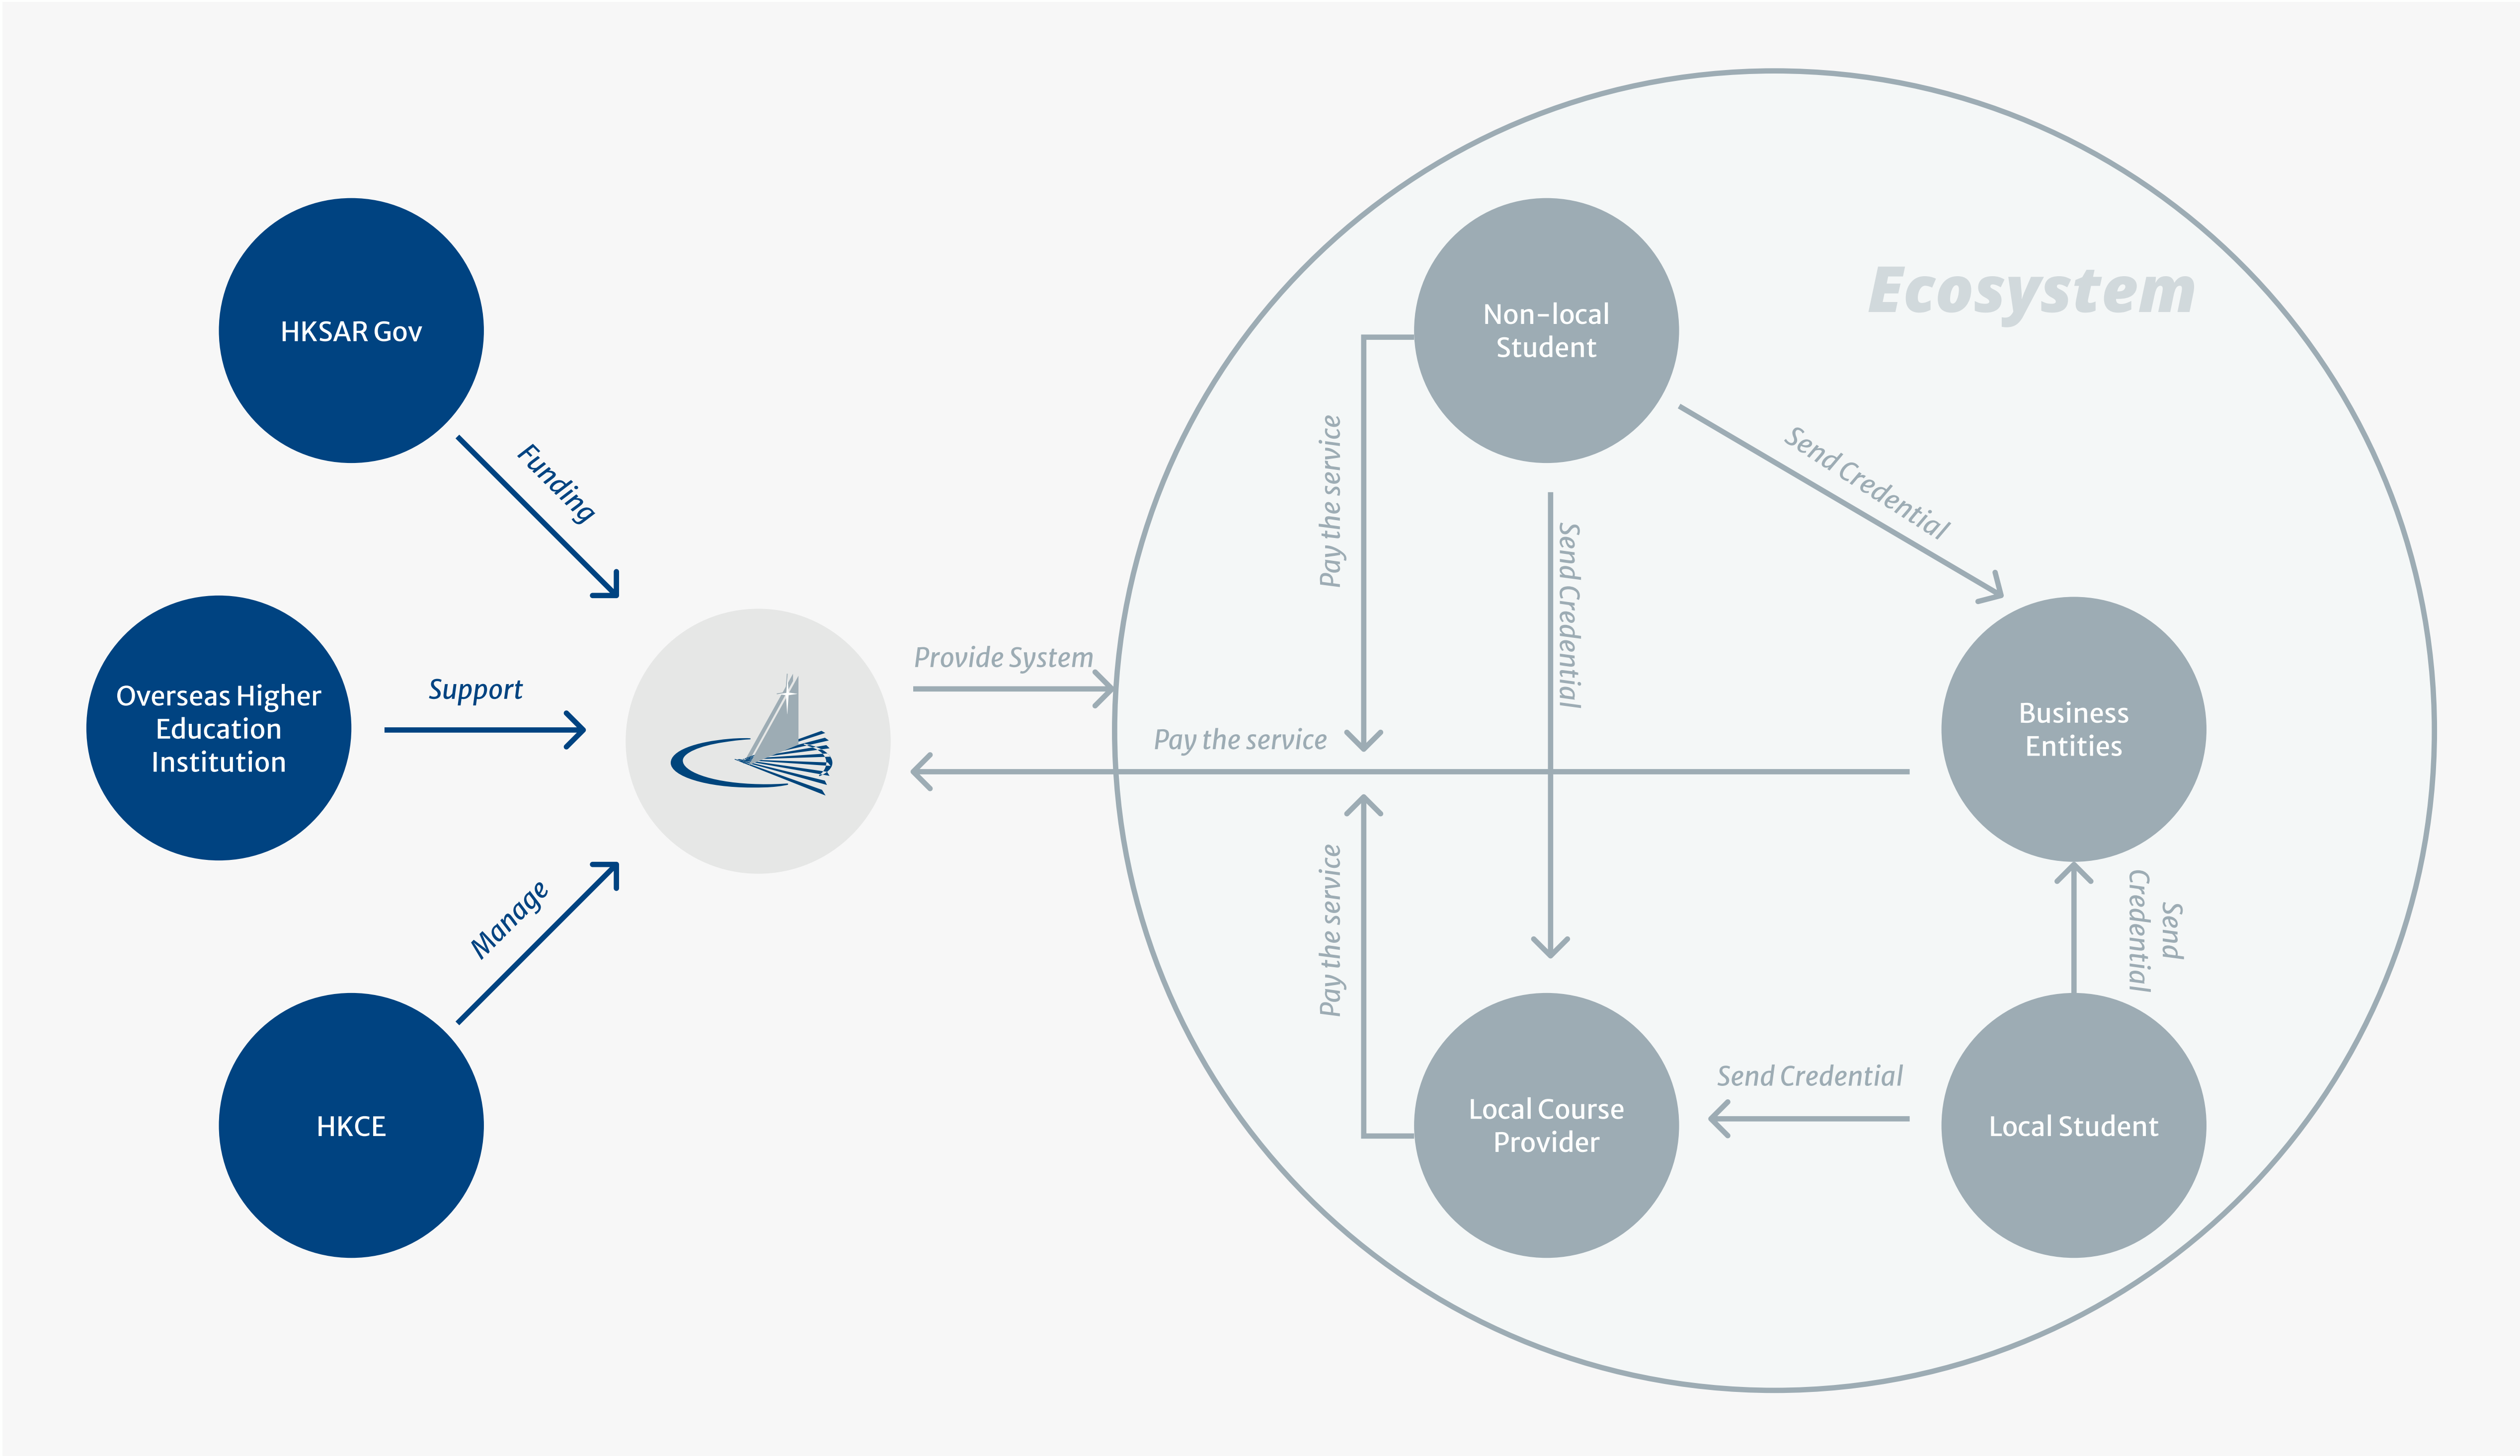 Ecosystem
HKSAR Gov
Non-local
Student
Funding
Pay the service
Send Credential
Send Credential
Overseas Higher
Education
Institution
Support
Provide System
Pay the service
Business
Entities
Manage
Pay the service
Send
Credential
HKCE
Local Course
Provider
Send Credential
Local Student